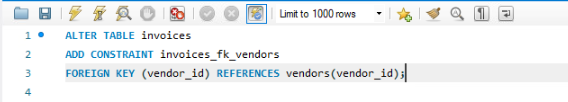 Limit to 1000 rows
1 ALTER TABLE invoices
2 ADD CONSTRAINT invoices_fk_vendors
3 FOREIGN KEY (vendor_id) REFERENCES vendors(vendor_id);
4